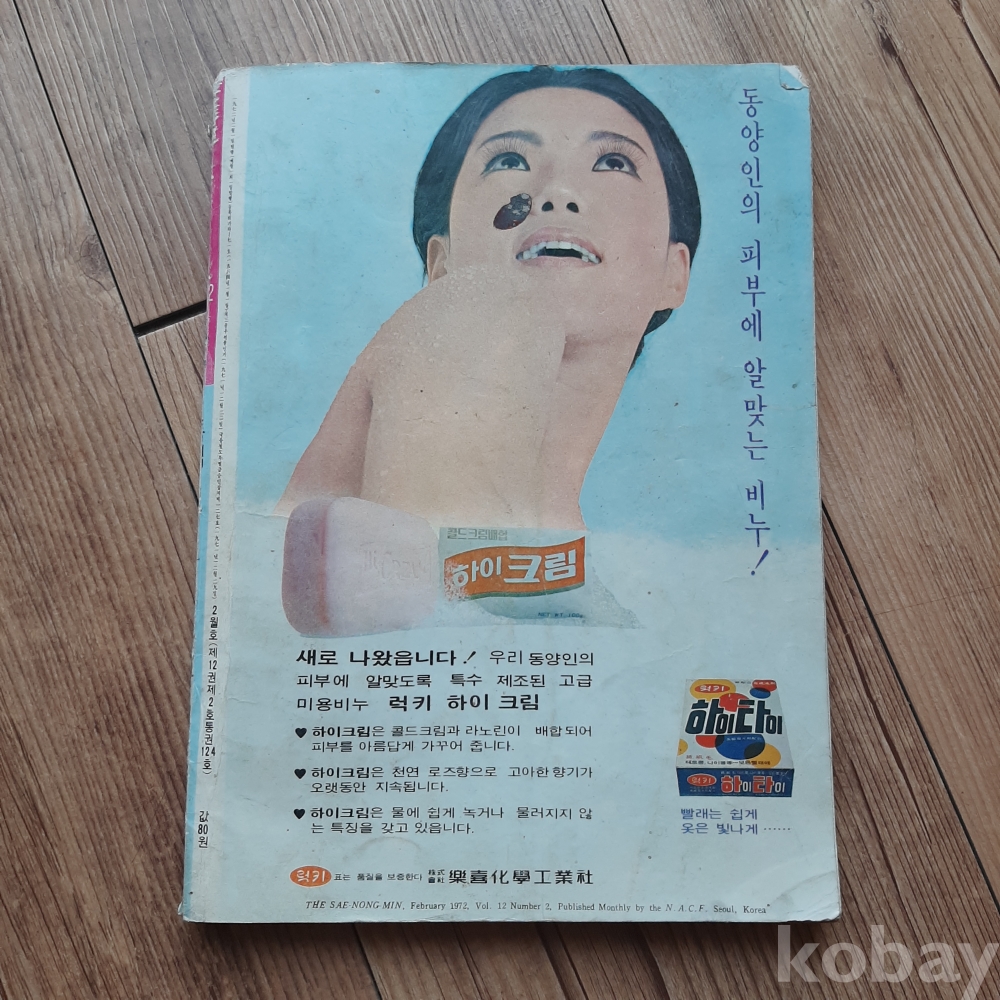 동양인의 피부에 알맞는 비누!
콜드크림배합
하이 크림
새로 나왔읍니다! 우리 동양인의
피부에 알맞도록 특수 제조된 고급
미용비누 럭키 하이 크림
♥ 하이크림은 콜드크림과 라노린이 배합되어
피부를 아름답게 가꾸어 줍니다.
♥ 하이크림은 천연 로즈향으로 고아한 향기가
오랫동안 지속됩니다.
♥ 하이크림은 물에 쉽게 녹거나 물러지지 않
는 특징을 갖고 있읍니다.
럭키
하이타이
럭키 하이타이
빨래는 쉽게
옷은 빛나게……
럭키 표는 품질을 보증한다 株式會社 樂喜化學工業社
THE SAE-NONG-MIN, February 1972, Vol. 12 Number 2, Published Monthly by the N.A.C.F. Seoul, Korea
2월호(제12권제2호통권124호)
값80원
kobay